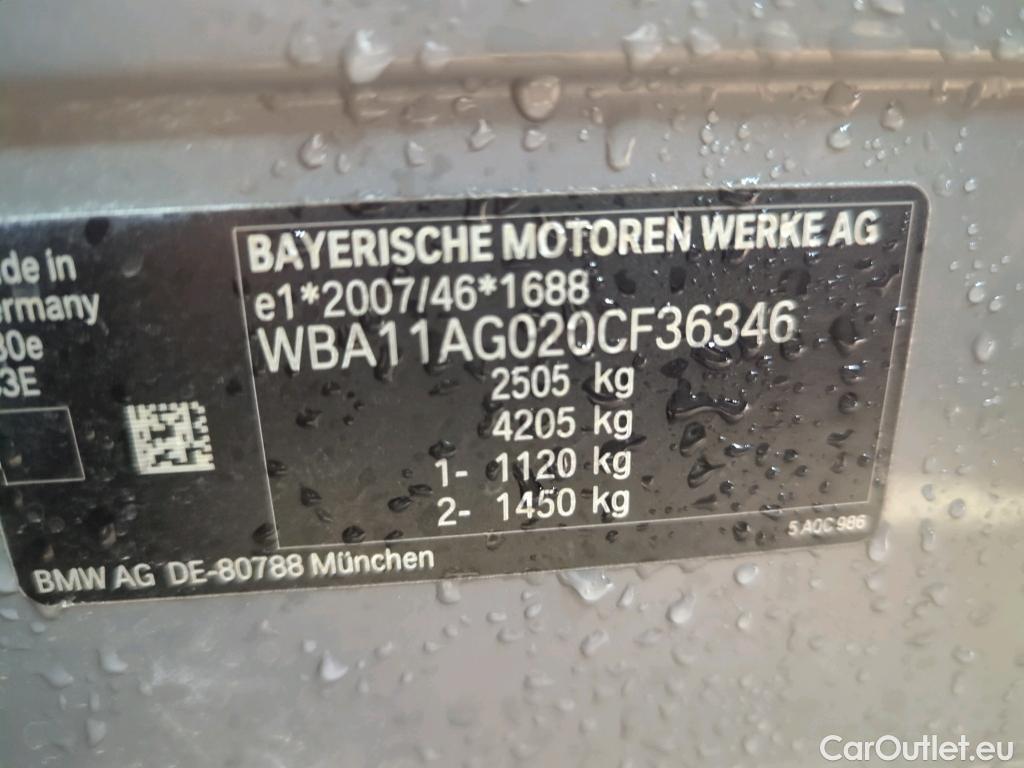 BAYERISCHE MOTOREN WERKE AG
e1*2007/46*1688
WBA11AG020CF36346
2505 kg
4205 kg
1- 1120 kg
2- 1450 kg
de in
ermany
30e
3E
5 A0C 986
BMW AG DE-80788 München
CarOutlet.eu